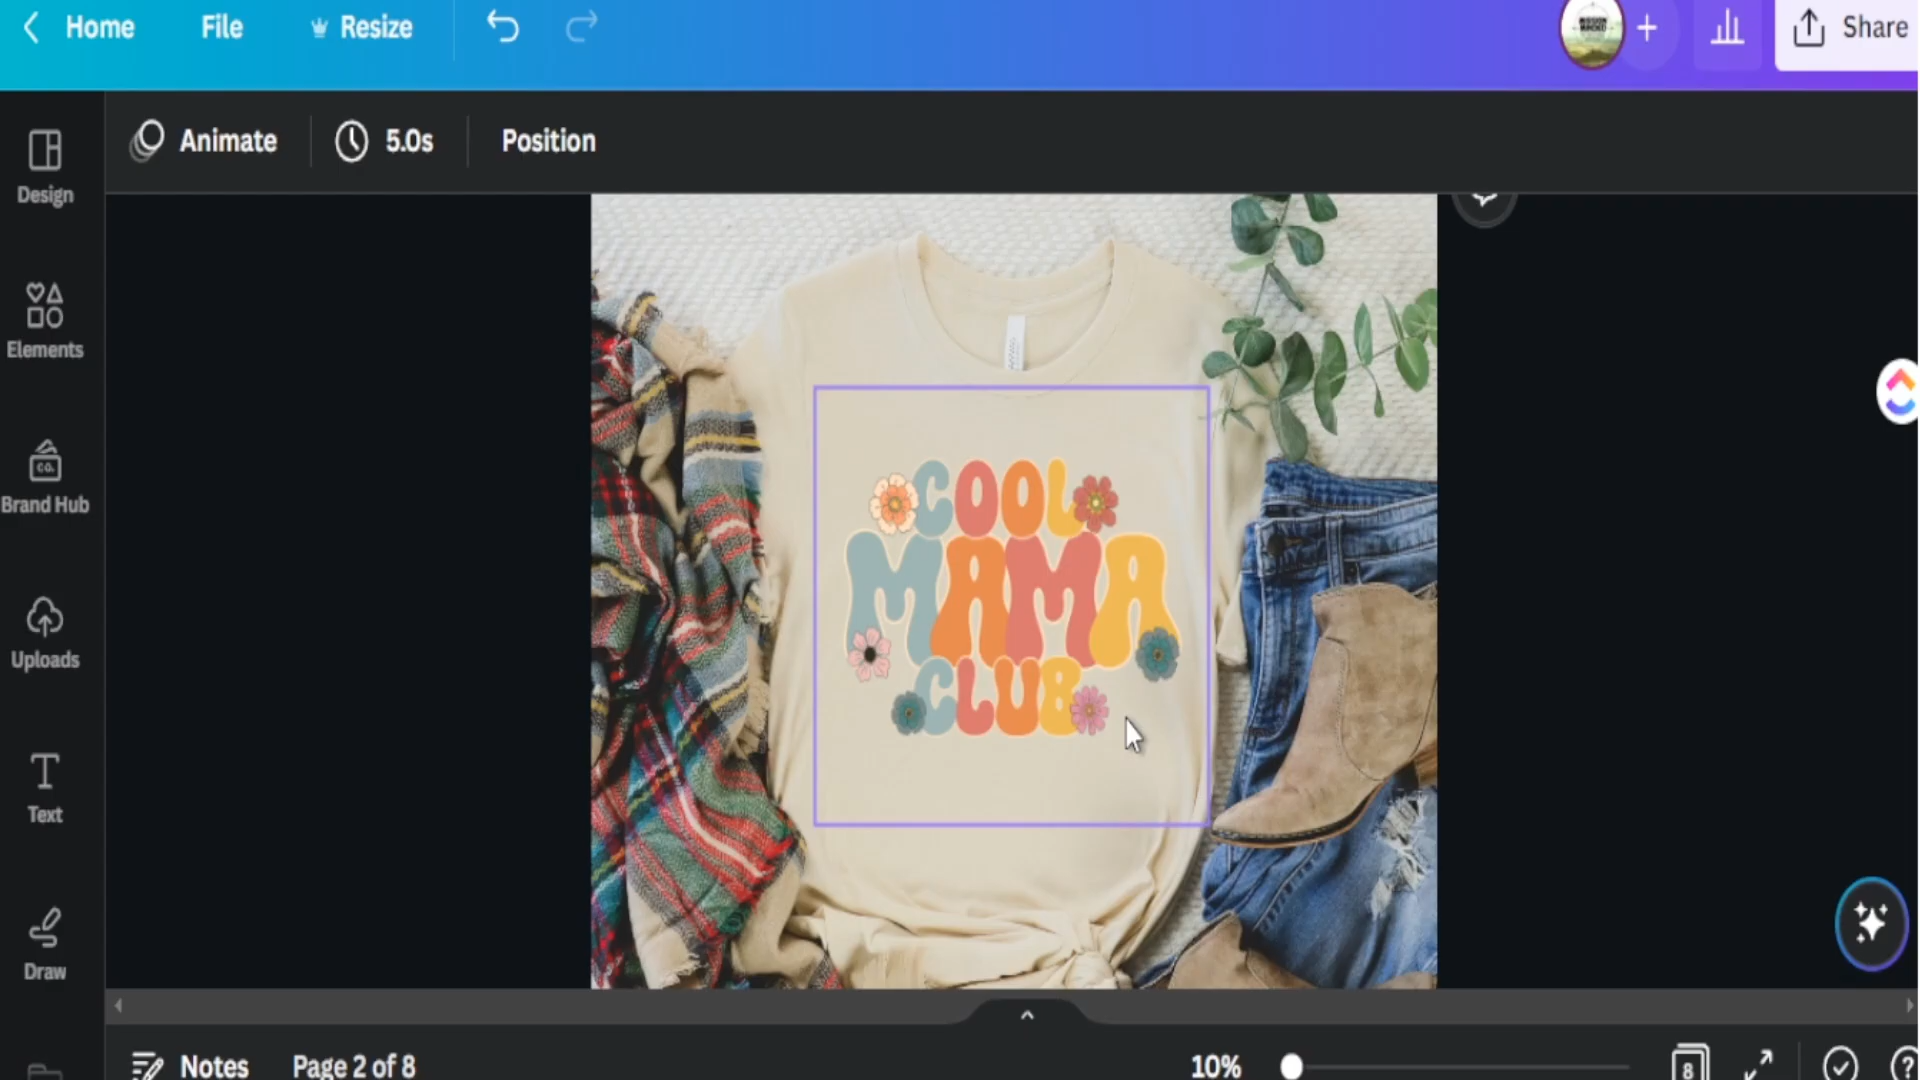 Home File Resize Share
Animate 5.0s Position
Design
Elements
CO.
Brand Hub
Uploads
Text
Draw
COOL
MAMA
CLUB
Notes Page 2 of 8 10% 8 ?